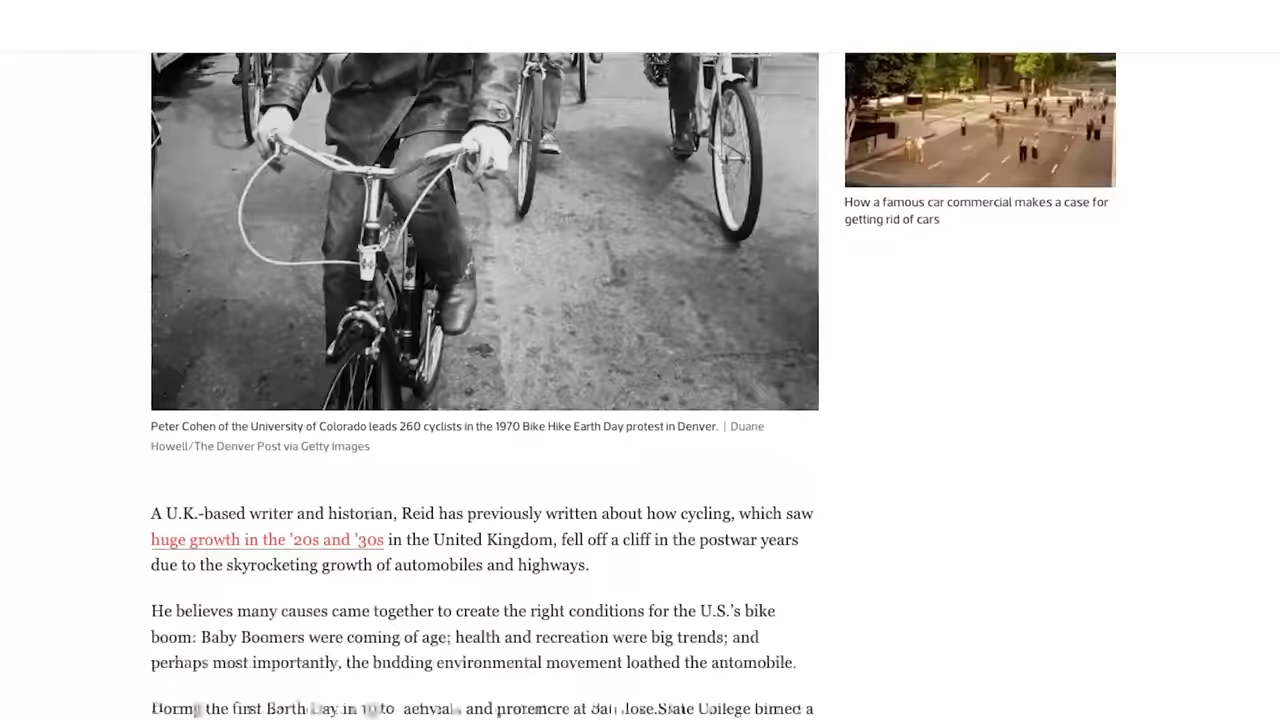 How a famous car commercial makes a case for
getting rid of cars
Peter Cohen of the University of Colorado leads 260 cyclists in the 1970 Bike Hike Earth Day protest in Denver. | Duane
Howell/The Denver Post via Getty Images
A U.K.-based writer and historian, Reid has previously written about how cycling, which saw
huge growth in the '20s and '30s in the United Kingdom, fell off a cliff in the postwar years
due to the skyrocketing growth of automobiles and highways.
He believes many causes came together to create the right conditions for the U.S.'s bike
boom: Baby Boomers were coming of age; health and recreation were big trends; and
perhaps most importantly, the budding environmental movement loathed the antomobile.
the first in and at a